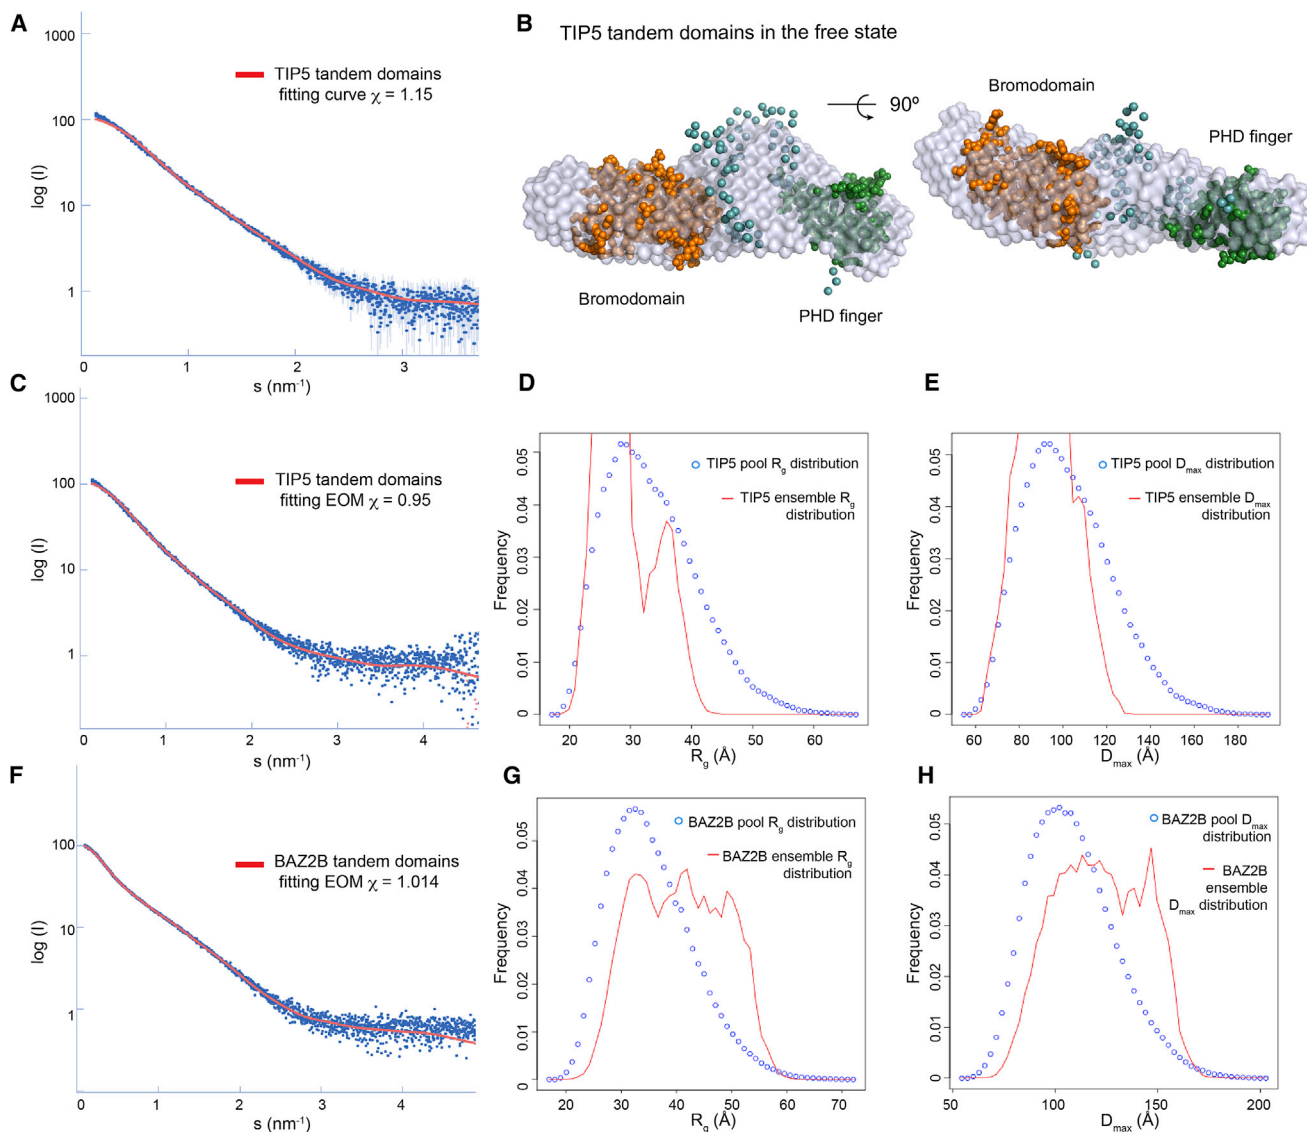 A
1000
100
10
1
log (I)
0 1 2 3
s (nm⁻¹)
TIP5 tandem domains
fitting curve χ = 1.15
B
TIP5 tandem domains in the free state
90º
Bromodomain
PHD finger
Bromodomain
PHD finger
C
1000
100
10
1
log (I)
0 1 2 3 4
s (nm⁻¹)
TIP5 tandem domains
fitting EOM χ = 0.95
D
TIP5 pool Rg distribution
TIP5 ensemble Rg
distribution
Frequency
0 0.01 0.02 0.03 0.04 0.05
20 30 40 50 60
Rg (Å)
E
TIP5 pool Dmax distribution
TIP5 ensemble Dmax
distribution
Frequency
0 0.01 0.02 0.03 0.04 0.05
60 80 100 120 140 160 180
Dmax (Å)
F
100
10
1
log (I)
0 1 2 3 4
s (nm⁻¹)
BAZ2B tandem domains
fitting EOM χ = 1.014
G
BAZ2B pool Rg distribution
BAZ2B ensemble Rg
distribution
Frequency
0 0.01 0.02 0.03 0.04 0.05
20 30 40 50 60 70
Rg (Å)
H
BAZ2B pool Dmax
distribution
BAZ2B
ensemble
Dmax distribution
Frequency
0 0.01 0.02 0.03 0.04 0.05
50 100 150 200
Dmax (Å)